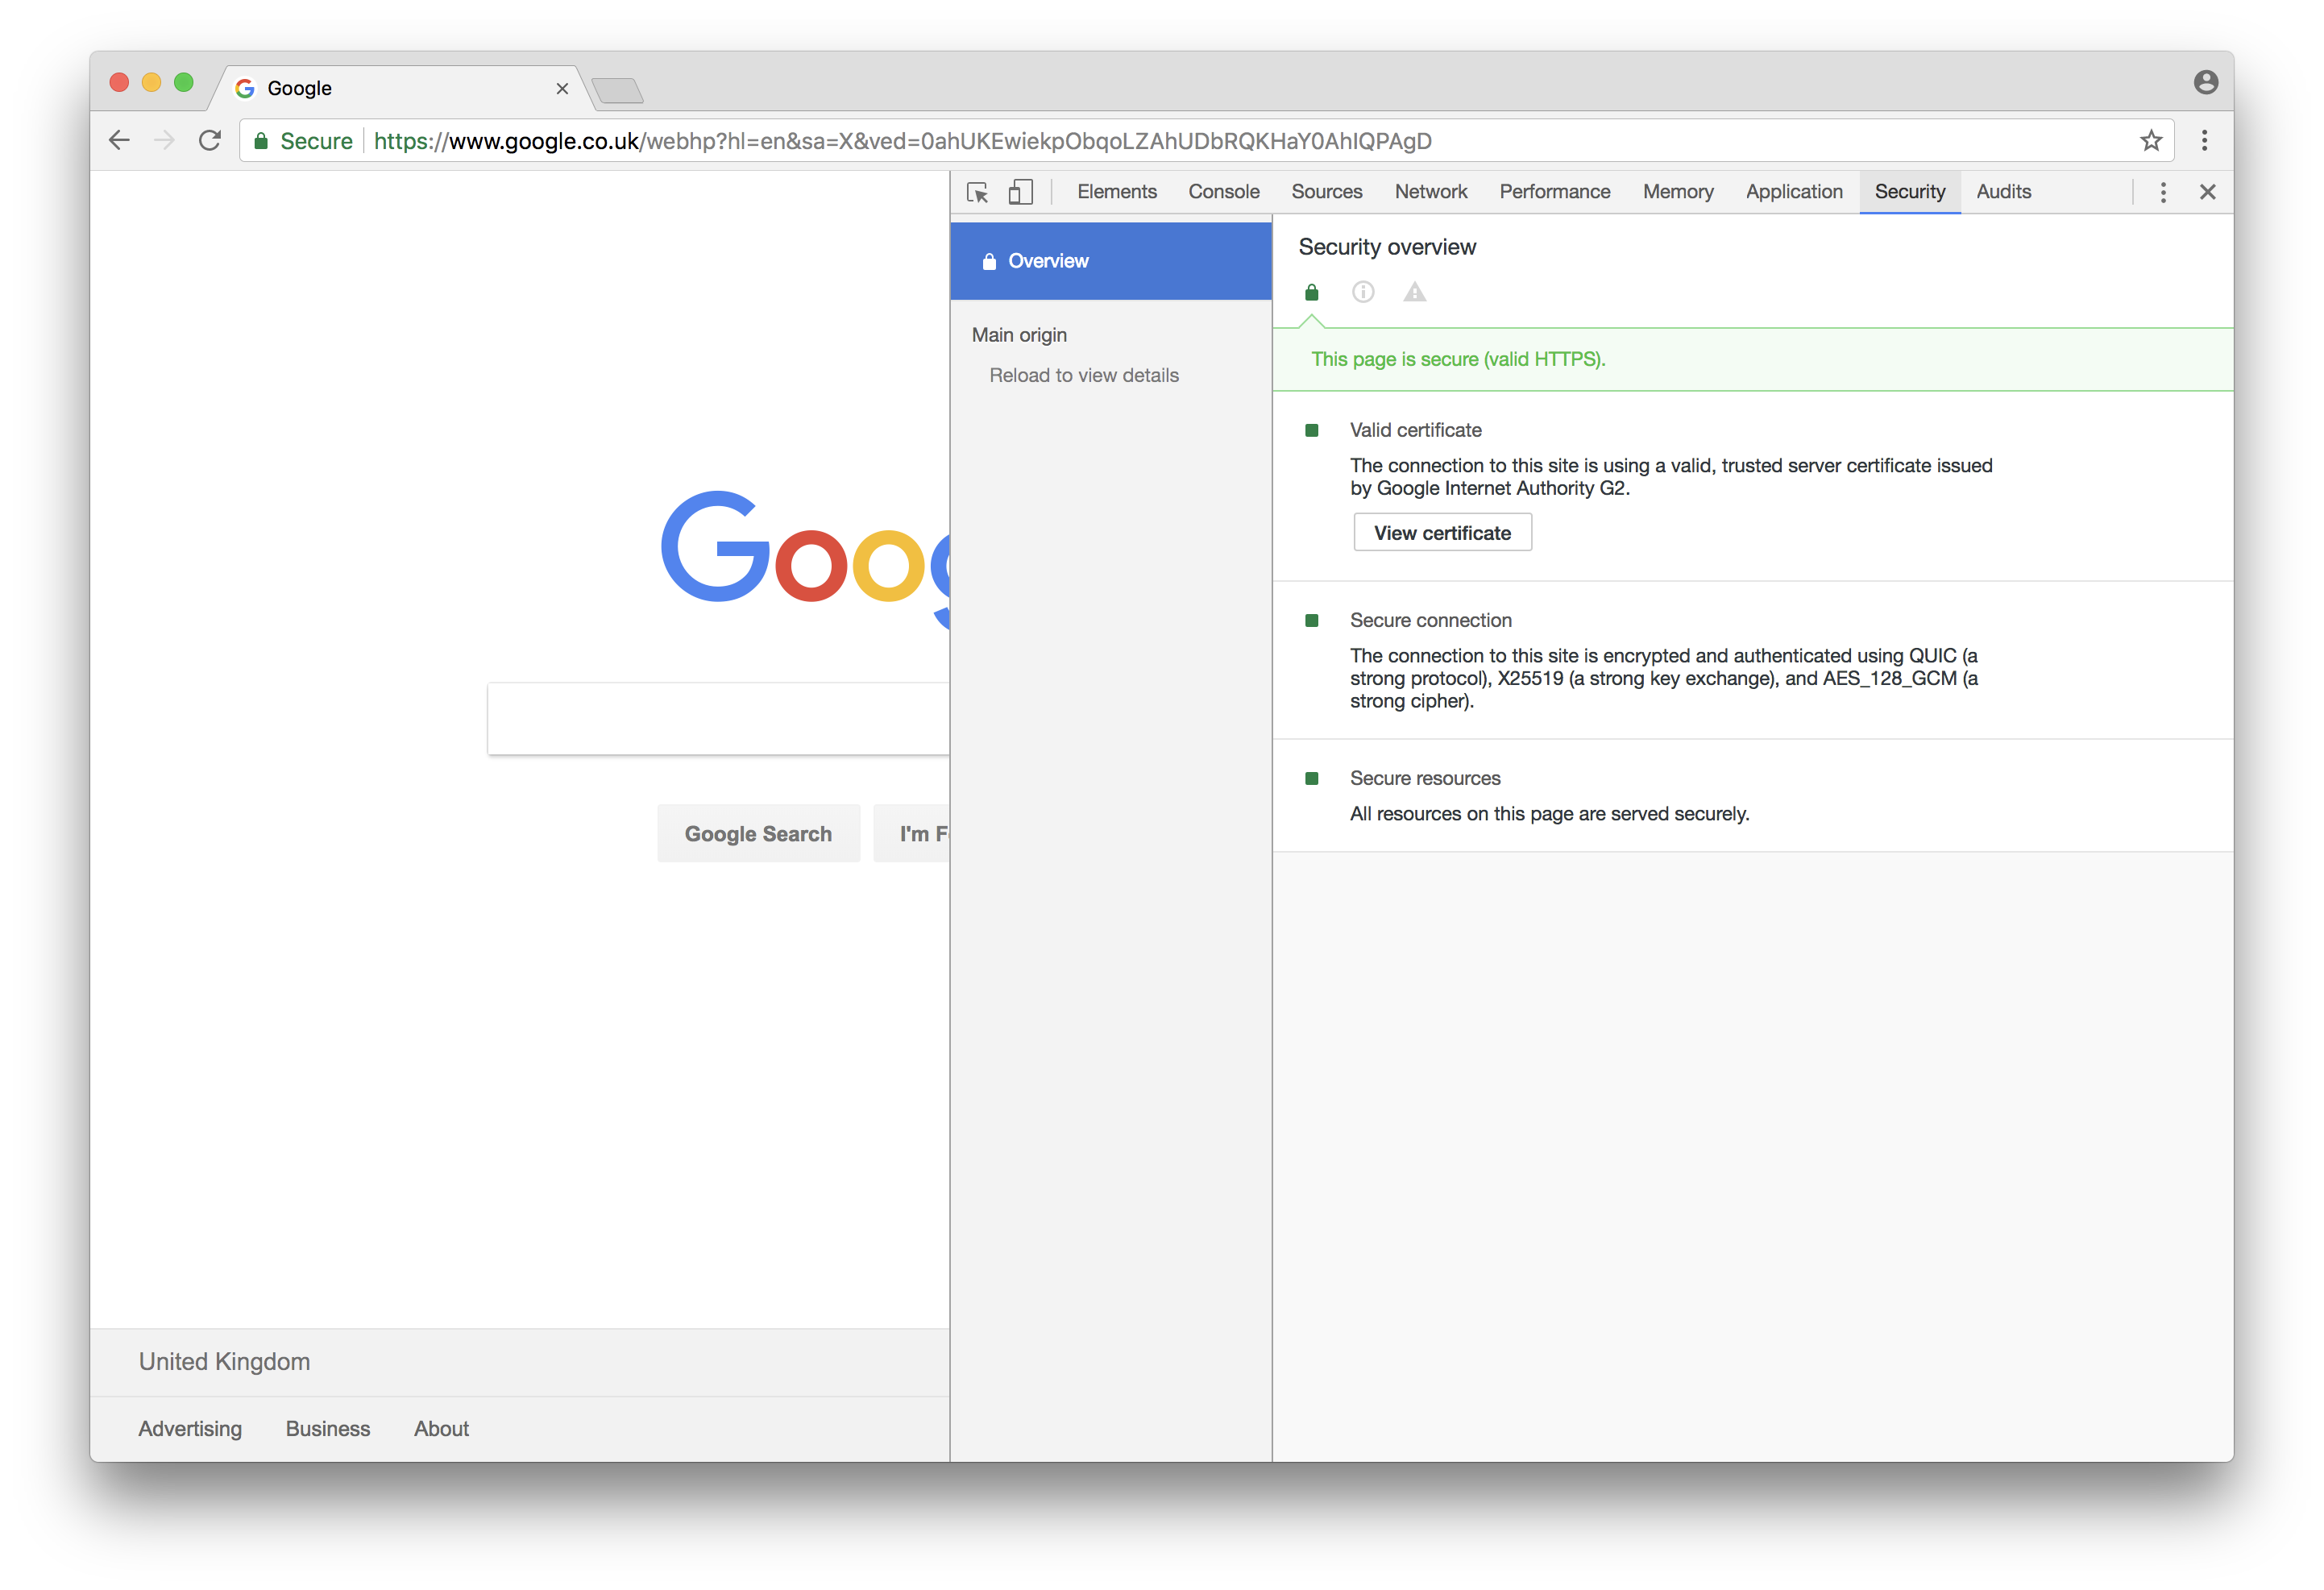 Google
Secure https://www.google.co.uk/webhp?hl=en&sa=X&ved=0ahUKEwiekpObqoLZAhUDbRQKHaY0AhIQPAgD
Elements Console Sources Network Performance Memory Application Security Audits
Overview
Main origin
Reload to view details
Security overview
This page is secure (valid HTTPS).
Valid certificate
The connection to this site is using a valid, trusted server certificate issued
by Google Internet Authority G2.
View certificate
Secure connection
The connection to this site is encrypted and authenticated using QUIC (a
strong protocol), X25519 (a strong key exchange), and AES_128_GCM (a
strong cipher).
Secure resources
All resources on this page are served securely.
Goog
Google Search I'm F
United Kingdom
Advertising Business About